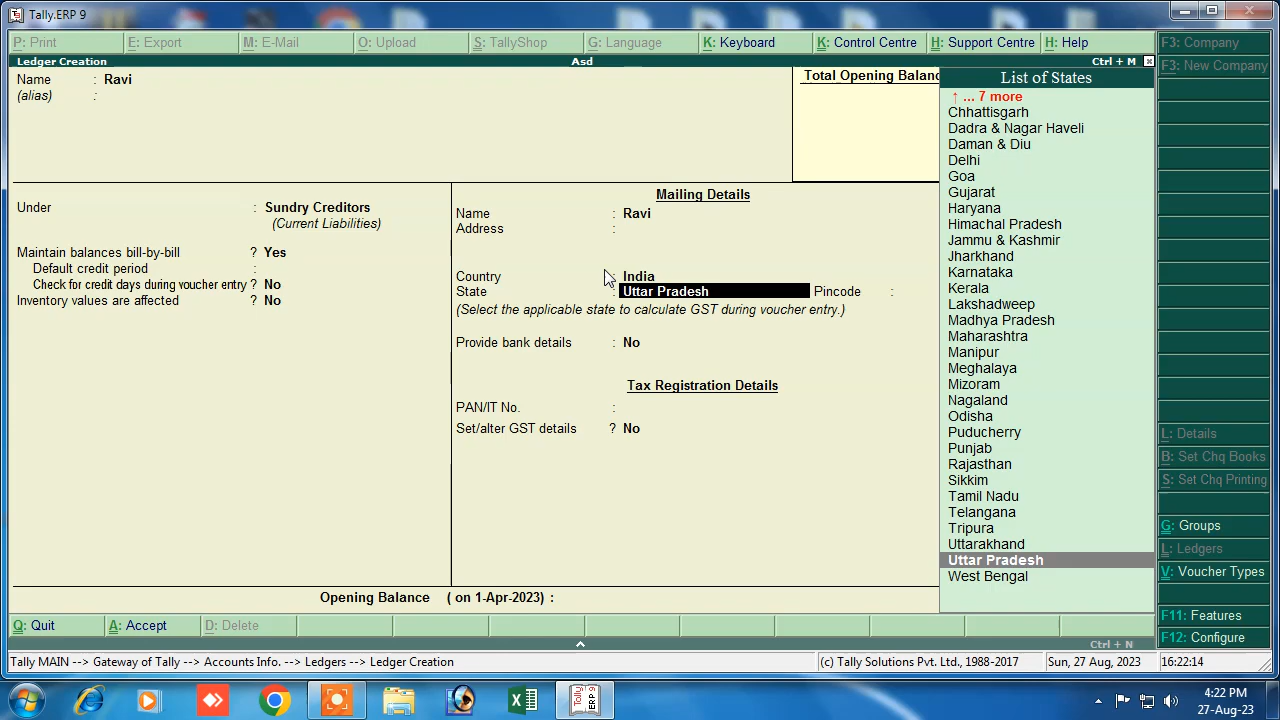 Tally.ERP 9
P: Print E: Export M: E-Mail O: Upload S: TallyShop G: Language K: Keyboard K: Control Centre H: Support Centre H: Help
F3: Company
F3: New Company
Ledger Creation Asd Ctrl + M
Name : Ravi
(alias) :
Total Opening Balanc
Under : Sundry Creditors
(Current Liabilities)
Maintain balances bill-by-bill ? Yes
Default credit period :
Check for credit days during voucher entry ? No
Inventory values are affected ? No
Mailing Details
Name : Ravi
Address :
Country : India
State : Uttar Pradesh Pincode :
(Select the applicable state to calculate GST during voucher entry.)
Provide bank details : No
Tax Registration Details
PAN/IT No. :
Set/alter GST details ? No
Opening Balance ( on 1-Apr-2023) :
List of States
↑ ... 7 more
Chhattisgarh
Dadra & Nagar Haveli
Daman & Diu
Delhi
Goa
Gujarat
Haryana
Himachal Pradesh
Jammu & Kashmir
Jharkhand
Karnataka
Kerala
Lakshadweep
Madhya Pradesh
Maharashtra
Manipur
Meghalaya
Mizoram
Nagaland
Odisha
Puducherry
Punjab
Rajasthan
Sikkim
Tamil Nadu
Telangana
Tripura
Uttarakhand
Uttar Pradesh
West Bengal
L: Details
B: Set Chq Books
S: Set Chq Printing
G: Groups
L: Ledgers
V: Voucher Types
F11: Features
F12: Configure
Q: Quit A: Accept D: Delete
Ctrl + N
Tally MAIN --> Gateway of Tally --> Accounts Info. --> Ledgers --> Ledger Creation (c) Tally Solutions Pvt. Ltd., 1988-2017 Sun, 27 Aug, 2023 16:22:14
Tally ERP 9
4:22 PM
27-Aug-23